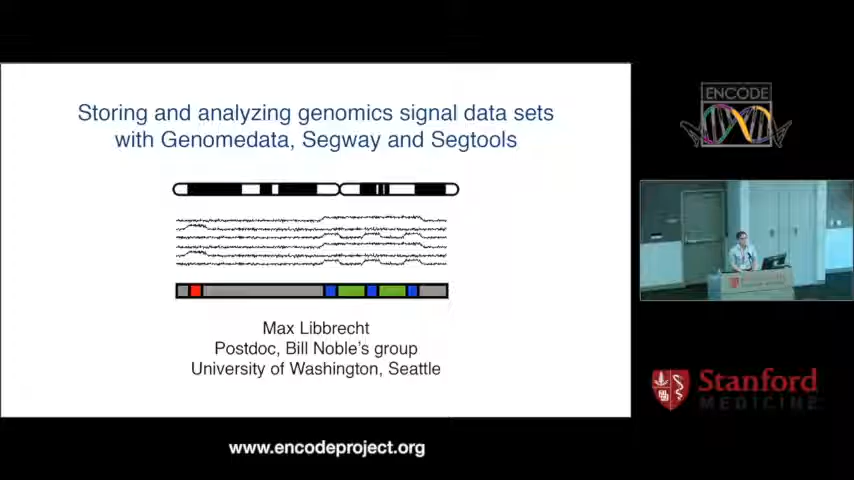 Storing and analyzing genomics signal data sets
with Genomedata, Segway and Segtools
Max Libbrecht
Postdoc, Bill Noble's group
University of Washington, Seattle
www.encodeproject.org
ENCODE
Stanford
MEDICINE